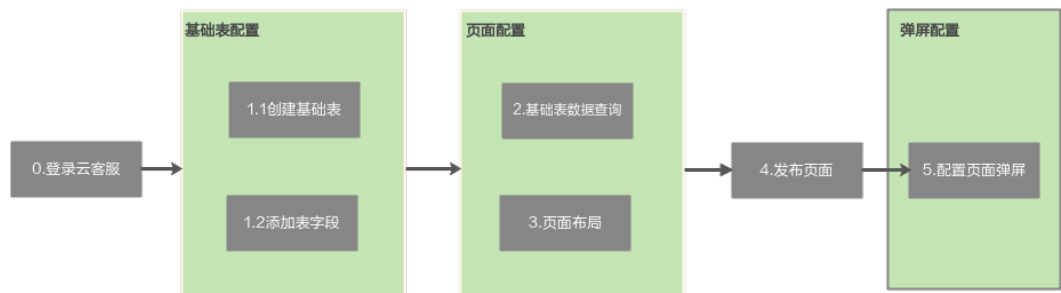 0.登录云客服
基础表配置
1.1创建基础表
1.2添加表字段
页面配置
2.基础表数据查询
3.页面布局
4.发布页面
弹屏配置
5.配置页面弹屏